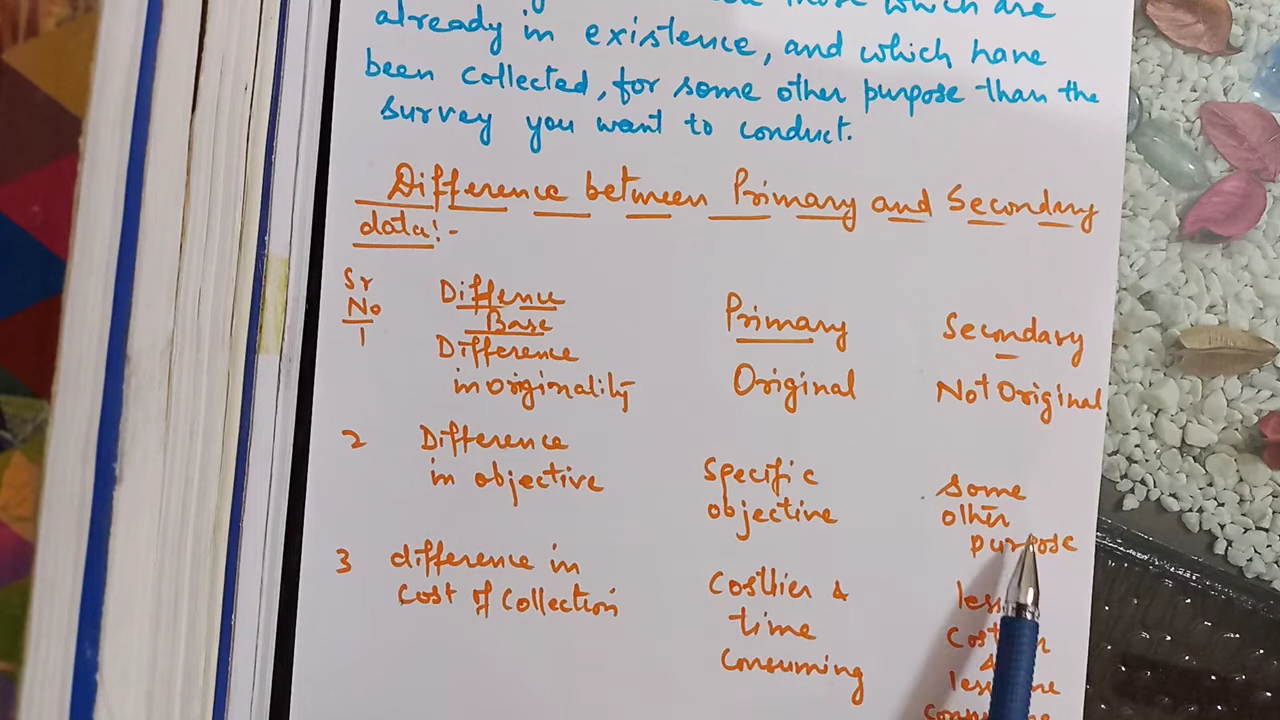 those which are
already in existence, and which have
been collected, for some other purpose than the
survey you want to conduct.
Difference between Primary and Secondary
data:-
Sr No Diffence Base Primary Secondary
1 Difference in originality Original Not Original
2 Difference in objective Specific objective some other purpose
3 difference in Cost of Collection Costlier & time Consuming less